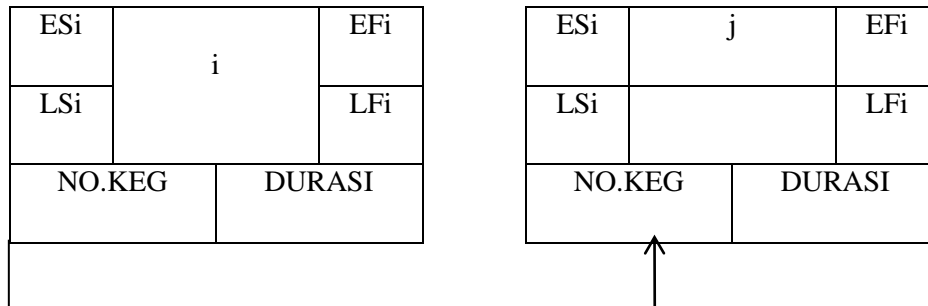 ESi i EFi ESi j EFi
LSi LFi LSi LFi
NO.KEG DURASI NO.KEG DURASI